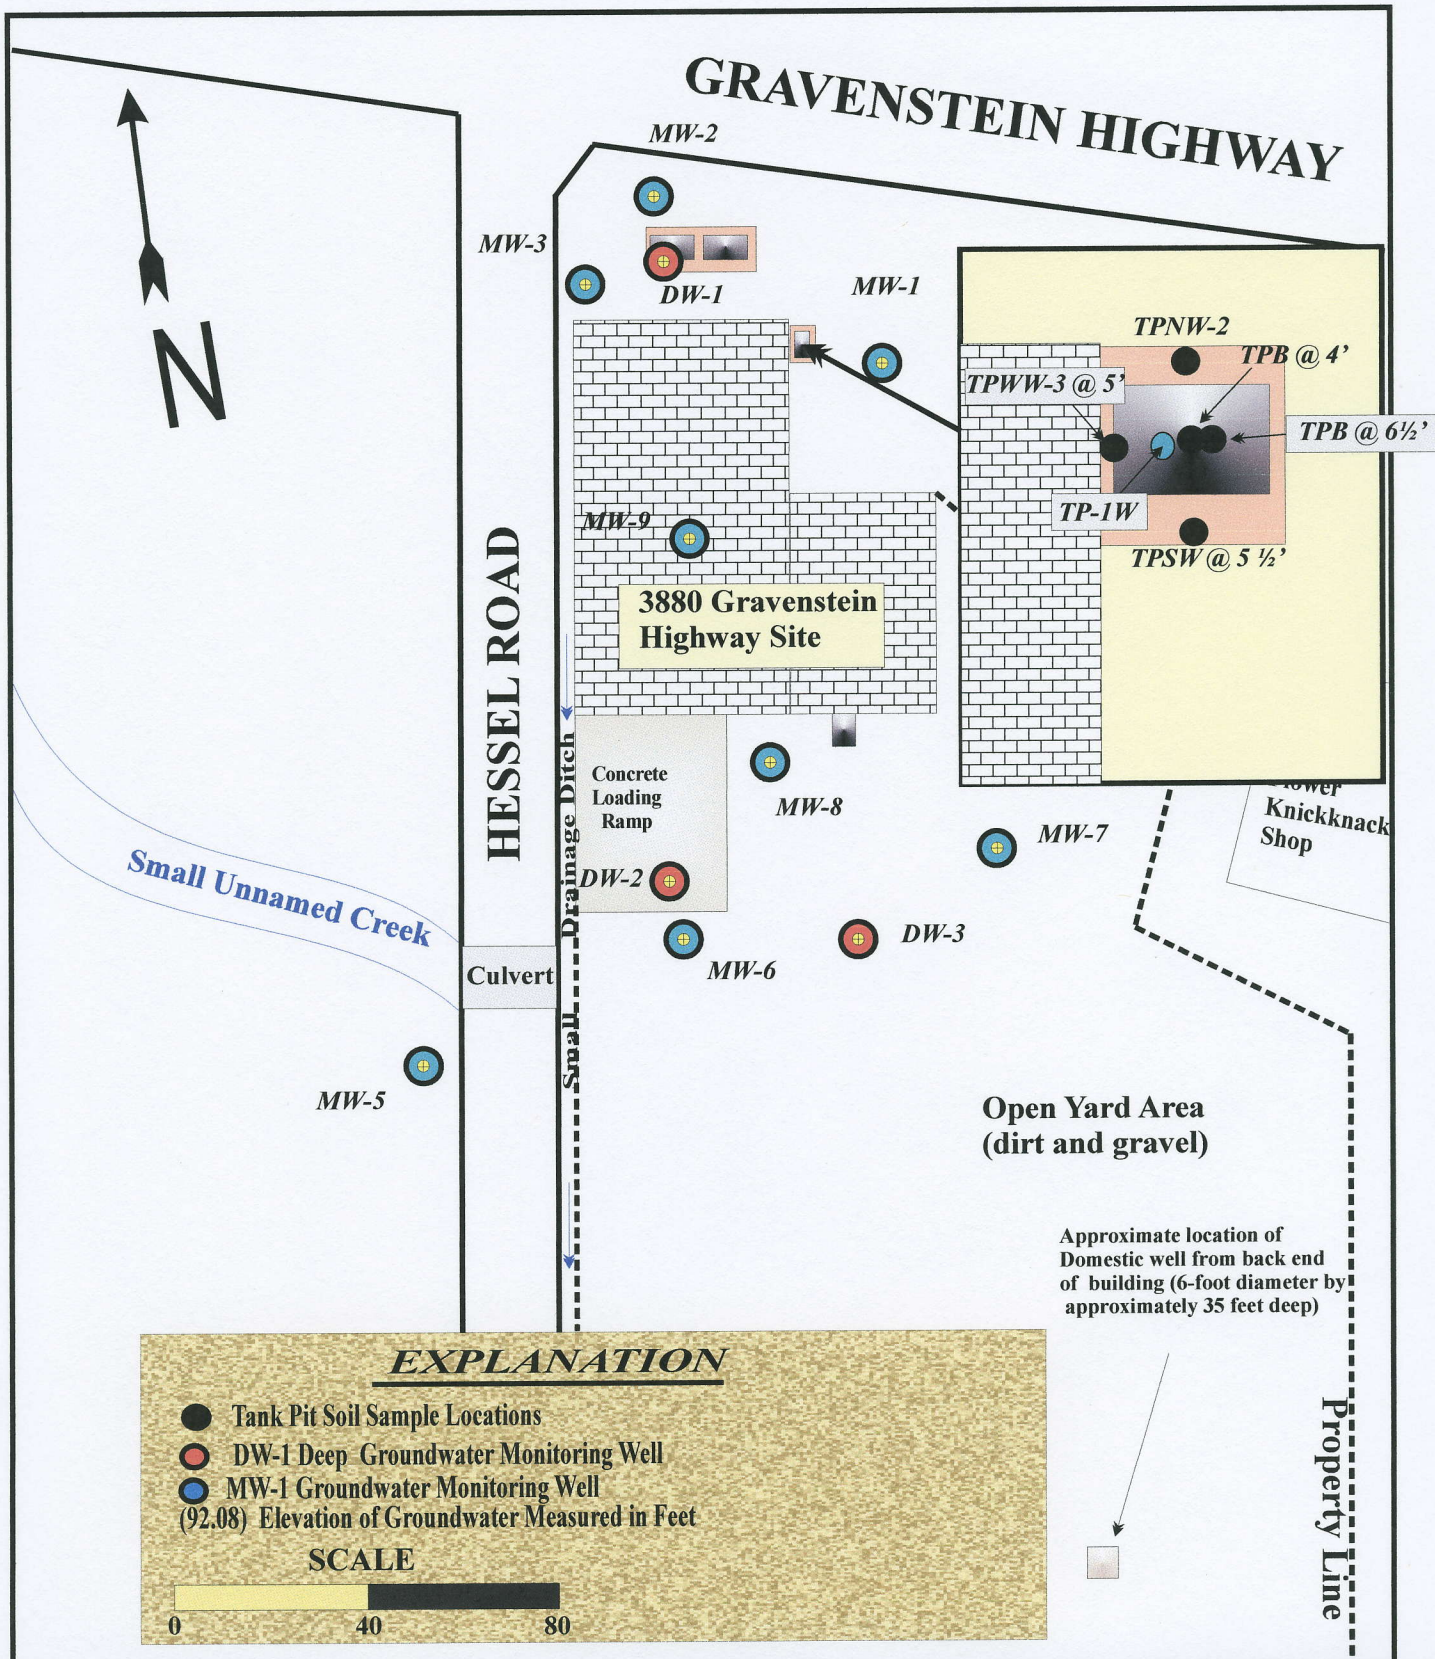 GRAVENSTEIN HIGHWAY
MW-2
MW-3
DW-1
MW-1
N
TPNW-2
TPB @ 4’
TPWW-3 @ 5’
TPB @ 6½’
TP-1W
TPSW @ 5 ½’
MW-9
3880 Gravenstein
Highway Site
HESSEL ROAD
Small Drainage Ditch
Concrete
Loading
Ramp
MW-8
Knickknack
Shop
MW-7
Small Unnamed Creek
DW-2
DW-3
MW-6
Culvert
MW-5
Open Yard Area
(dirt and gravel)
Approximate location of
Domestic well from back end
of building (6-foot diameter by
approximately 35 feet deep)
Property Line
EXPLANATION
Tank Pit Soil Sample Locations
DW-1 Deep Groundwater Monitoring Well
MW-1 Groundwater Monitoring Well
(92.08) Elevation of Groundwater Measured in Feet
SCALE
0 40 80